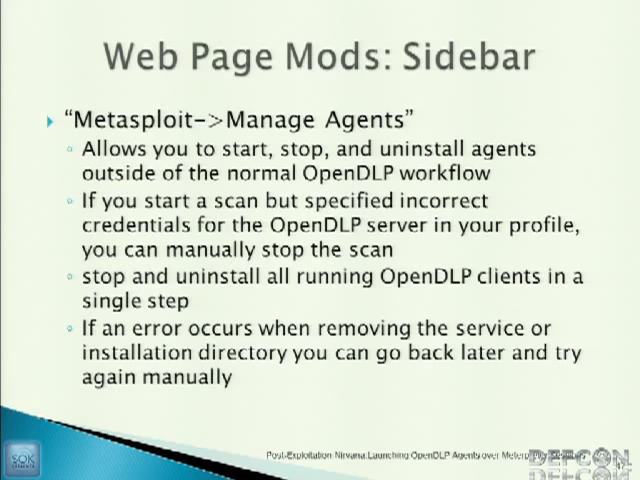 Web Page Mods: Sidebar
“Metasploit->Manage Agents”
Allows you to start, stop, and uninstall agents
outside of the normal OpenDLP workflow
If you start a scan but specified incorrect
credentials for the OpenDLP server in your profile,
you can manually stop the scan
stop and uninstall all running OpenDLP clients in a
single step
If an error occurs when removing the service or
installation directory you can go back later and try
again manually
Post-Exploitation Nirvana: Launching OpenDLP Agents over
SOK
DEFCON